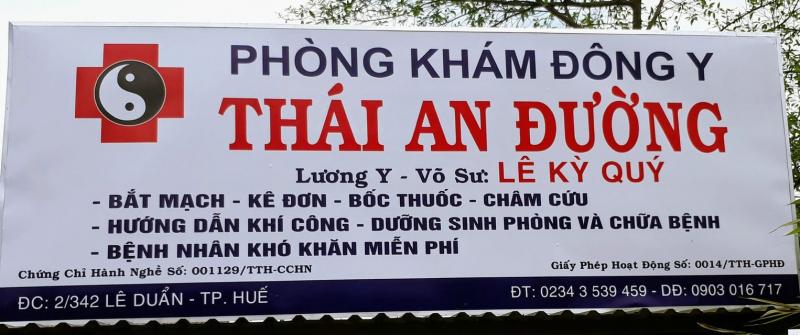 PHÒNG KHÁM ĐÔNG Y
THÁI AN ĐƯỜNG
Lương Y - Võ Sư: LÊ KỲ QUÝ
- BẮT MẠCH - KÊ ĐƠN - BỐC THUỐC - CHÂM CỨU
- HƯỚNG DẪN KHÍ CÔNG - DƯỠNG SINH PHÒNG VÀ CHỮA BỆNH
- BỆNH NHÂN KHÓ KHĂN MIỄN PHÍ
Chứng Chỉ Hành Nghề Số: 001129/TTH-CCHN
Giấy Phép Hoạt Động Số: 0014/TTH-GPHĐ
ĐC: 2/342 LÊ DUẨN - TP. HUẾ
ĐT: 0234 3 539 459 - DĐ: 0903 016 717